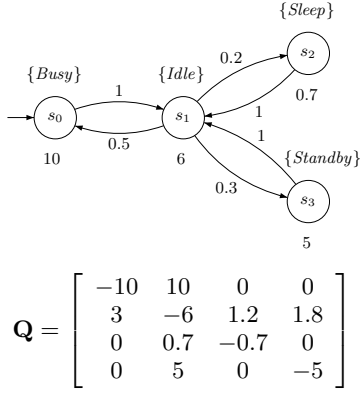 {Sleep}
0.2
s₂
{Busy}
{Idle}
1
0.7
1
s₀
s₁
1
0.5
{Standby}
10
6
0.3
s₃
5
Q = [ −10 10 0 0
3 −6 1.2 1.8
0 0.7 −0.7 0
0 5 0 −5 ]